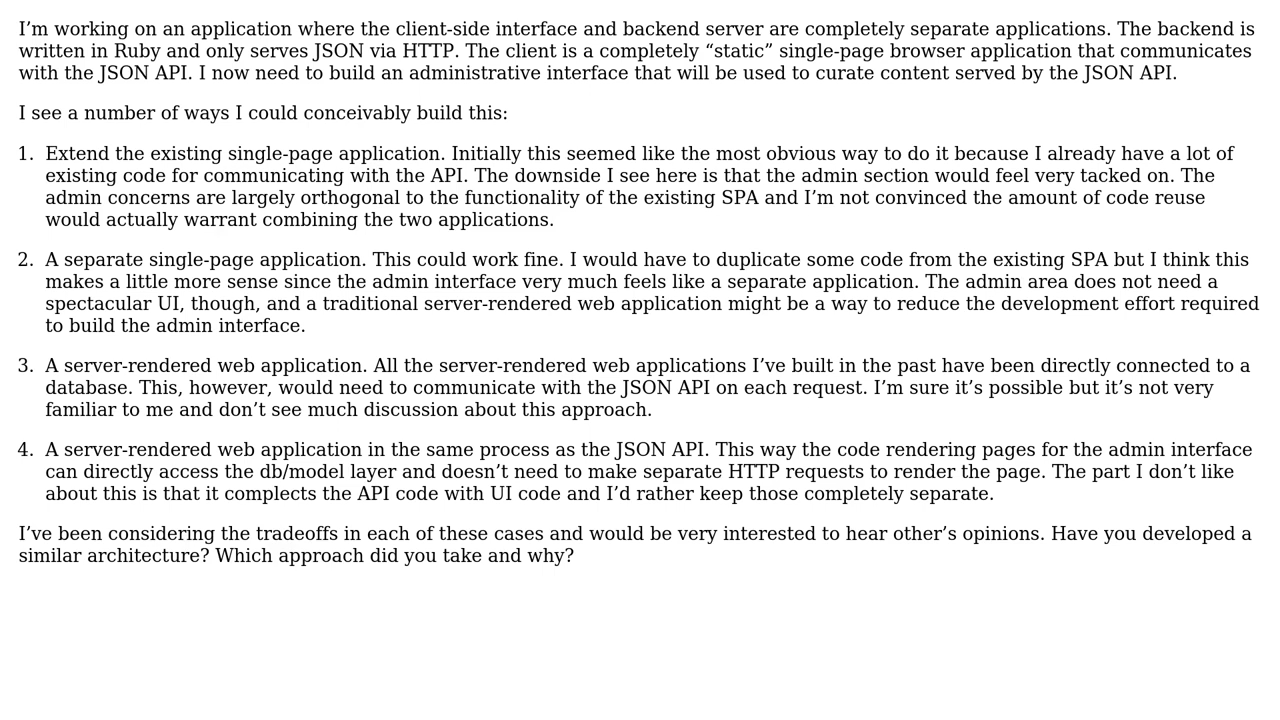 I’m working on an application where the client-side interface and backend server are completely separate applications. The backend is
written in Ruby and only serves JSON via HTTP. The client is a completely “static” single-page browser application that communicates
with the JSON API. I now need to build an administrative interface that will be used to curate content served by the JSON API.
I see a number of ways I could conceivably build this:
1. Extend the existing single-page application. Initially this seemed like the most obvious way to do it because I already have a lot of
existing code for communicating with the API. The downside I see here is that the admin section would feel very tacked on. The
admin concerns are largely orthogonal to the functionality of the existing SPA and I’m not convinced the amount of code reuse
would actually warrant combining the two applications.
2. A separate single-page application. This could work fine. I would have to duplicate some code from the existing SPA but I think this
makes a little more sense since the admin interface very much feels like a separate application. The admin area does not need a
spectacular UI, though, and a traditional server-rendered web application might be a way to reduce the development effort required
to build the admin interface.
3. A server-rendered web application. All the server-rendered web applications I’ve built in the past have been directly connected to a
database. This, however, would need to communicate with the JSON API on each request. I’m sure it’s possible but it’s not very
familiar to me and don’t see much discussion about this approach.
4. A server-rendered web application in the same process as the JSON API. This way the code rendering pages for the admin interface
can directly access the db/model layer and doesn’t need to make separate HTTP requests to render the page. The part I don’t like
about this is that it complects the API code with UI code and I’d rather keep those completely separate.
I’ve been considering the tradeoffs in each of these cases and would be very interested to hear other’s opinions. Have you developed a
similar architecture? Which approach did you take and why?